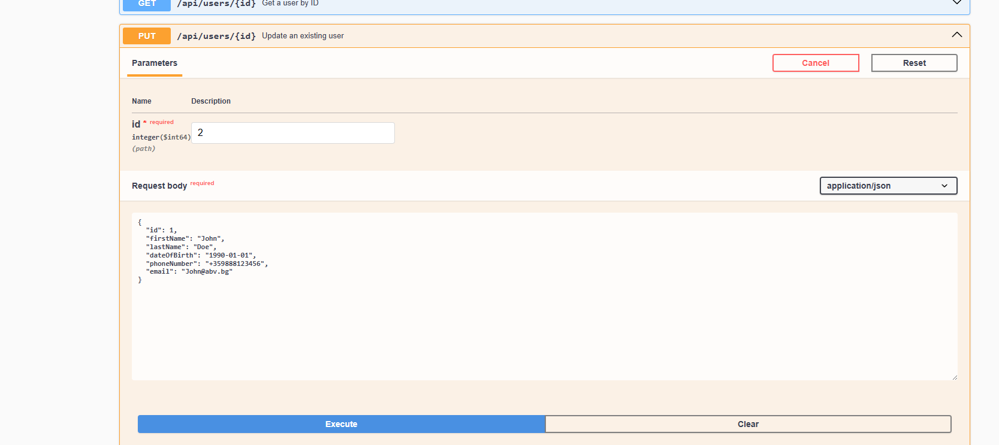 GET /api/users/{id} Get a user by ID
PUT /api/users/{id} Update an existing user
Parameters Cancel Reset
Name Description
id * required
integer($int64)
(path)
2
Request body required application/json
{
  "id": 1,
  "firstName": "John",
  "lastName": "Doe",
  "dateOfBirth": "1990-01-01",
  "phoneNumber": "+359888123456",
  "email": "John@abv.bg"
}
Execute Clear